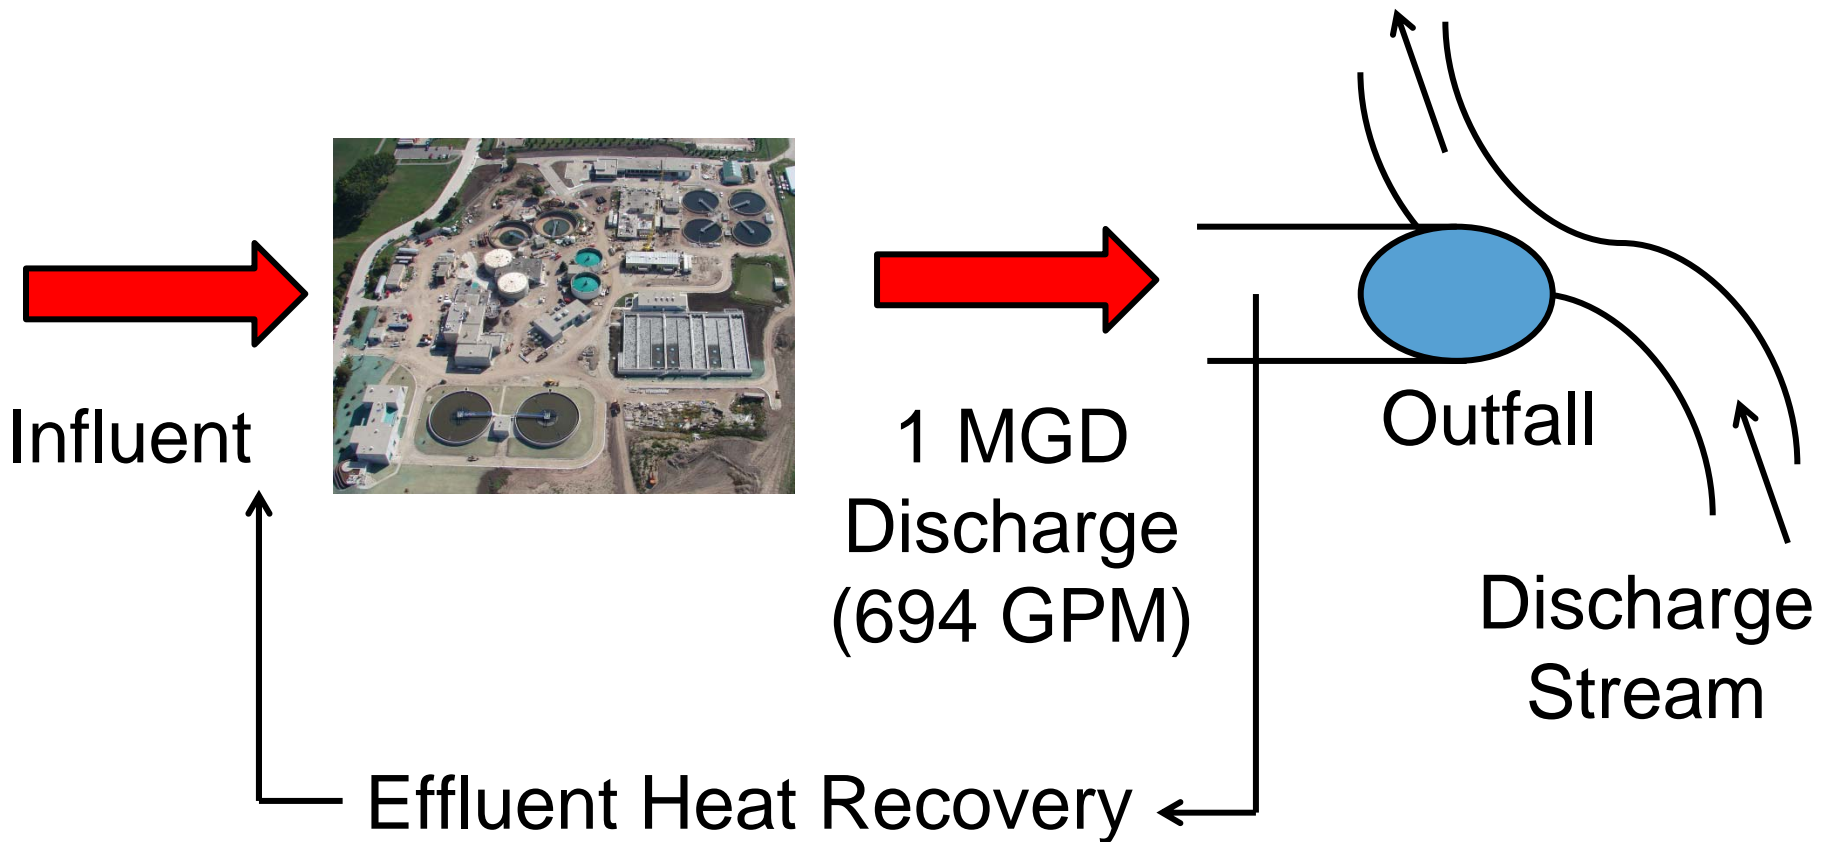 Influent
1 MGD
Discharge
(694 GPM)
Outfall
Discharge
Stream
Effluent Heat Recovery